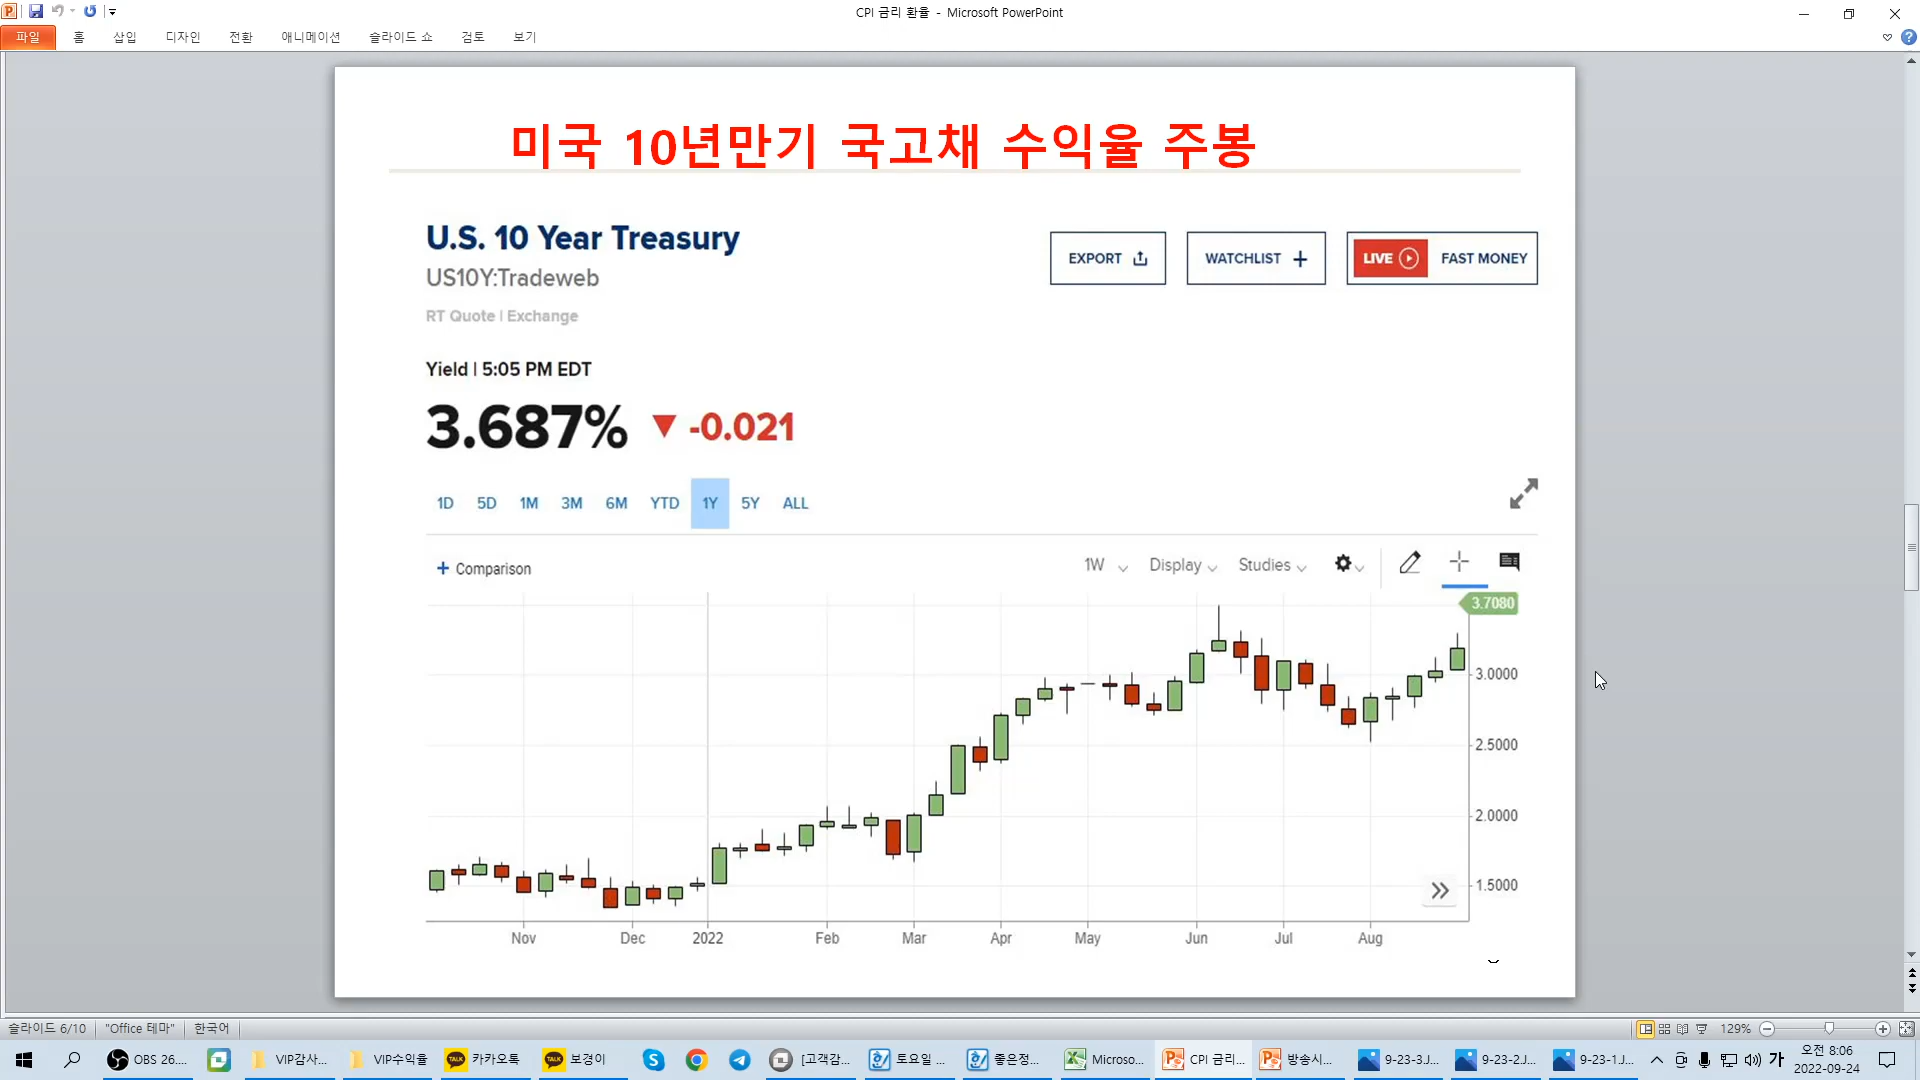 CPI 금리 환율 - Microsoft PowerPoint
파일 홈 삽입 디자인 전환 애니메이션 슬라이드 쇼 검토 보기
미국 10년만기 국고채 수익율 주봉
U.S. 10 Year Treasury
US10Y:Tradeweb
RT Quote | Exchange
EXPORT WATCHLIST LIVE FAST MONEY
Yield | 5:05 PM EDT
3.687% ▼ -0.021
1D 5D 1M 3M 6M YTD 1Y 5Y ALL
+ Comparison 1W Display Studies
3.7080
3.0000
2.5000
2.0000
1.5000
Nov Dec 2022 Feb Mar Apr May Jun Jul Aug
슬라이드 6/10 "Office 테마" 한국어 129%
OBS 26.... VIP감사... VIP수익율 카카오톡 보경이 [고객감... 토요일 ... 좋은정... Microso... CPI 금리... 방송시... 9-23-3.J... 9-23-2.J... 9-23-1.J... 가 오전 8:06
2022-09-24